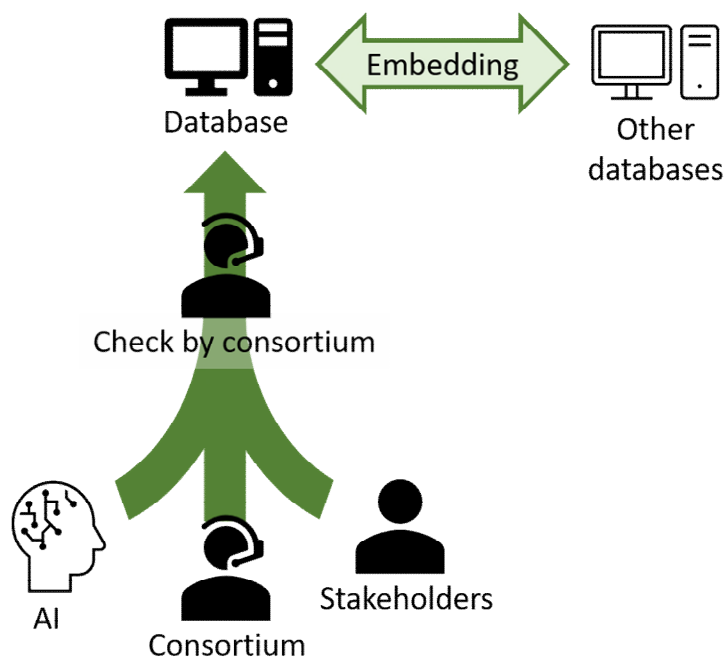 Embedding
Database
Other
databases
Check by consortium
AI
Consortium
Stakeholders